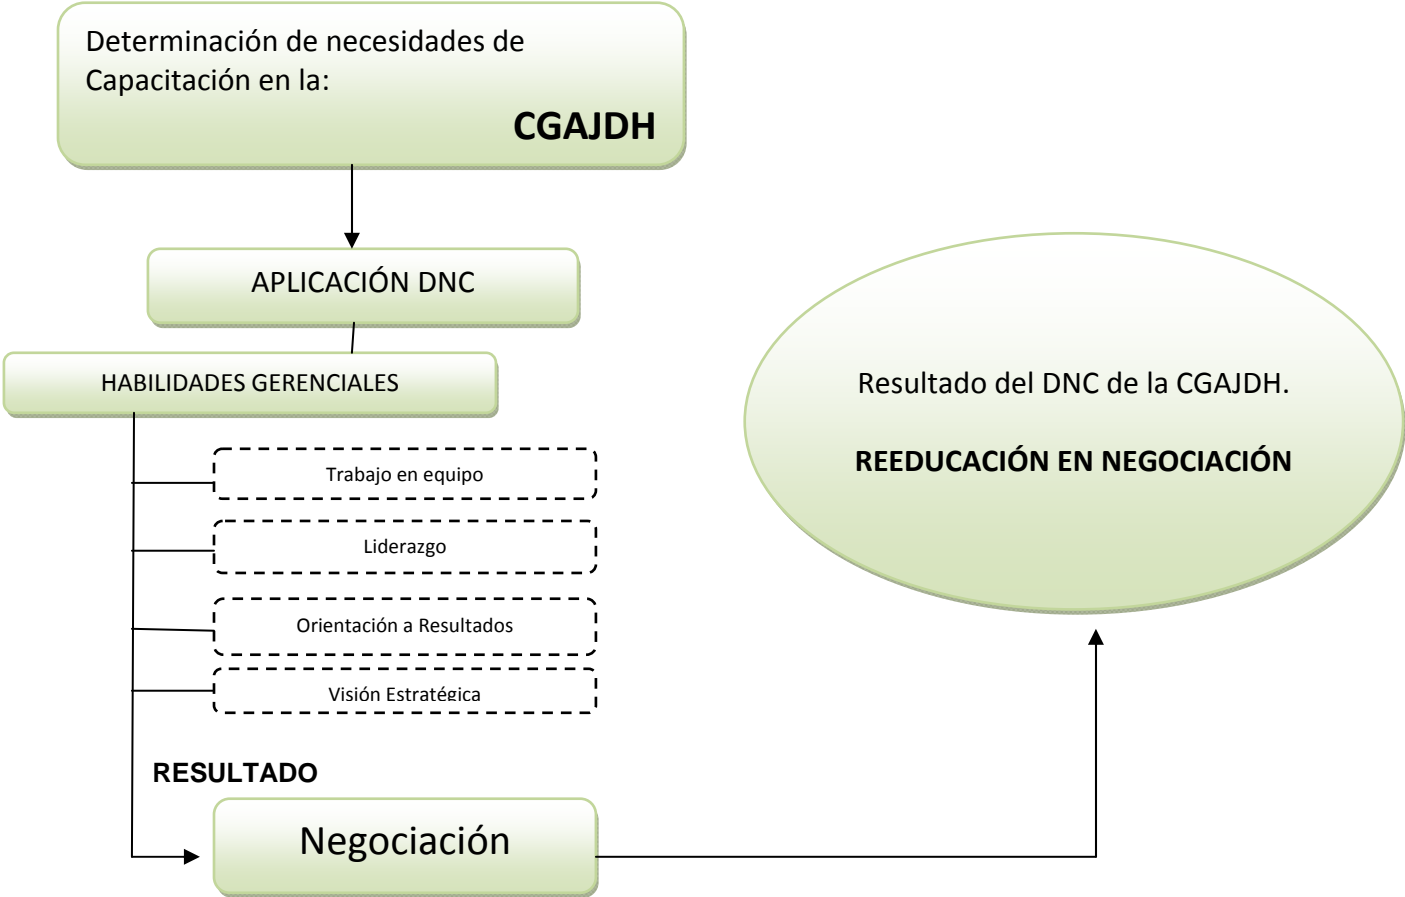 Determinación de necesidades de
Capacitación en la:
CGAJDH
APLICACIÓN DNC
HABILIDADES GERENCIALES
Trabajo en equipo
Liderazgo
Orientación a Resultados
Visión Estratégica
RESULTADO
Negociación
Resultado del DNC de la CGAJDH.
REEDUCACIÓN EN NEGOCIACIÓN